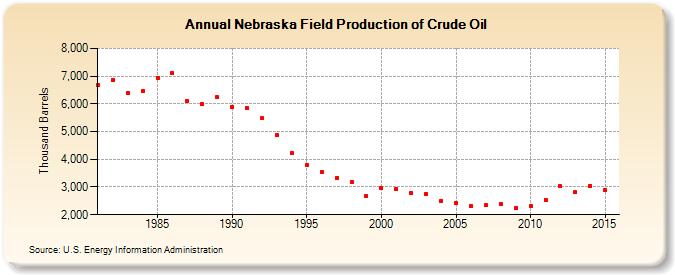 Annual Nebraska Field Production of Crude Oil
Thousand Barrels
8,000
7,000
6,000
5,000
4,000
3,000
2,000
1985 1990 1995 2000 2005 2010 2015
Source: U.S. Energy Information Administration